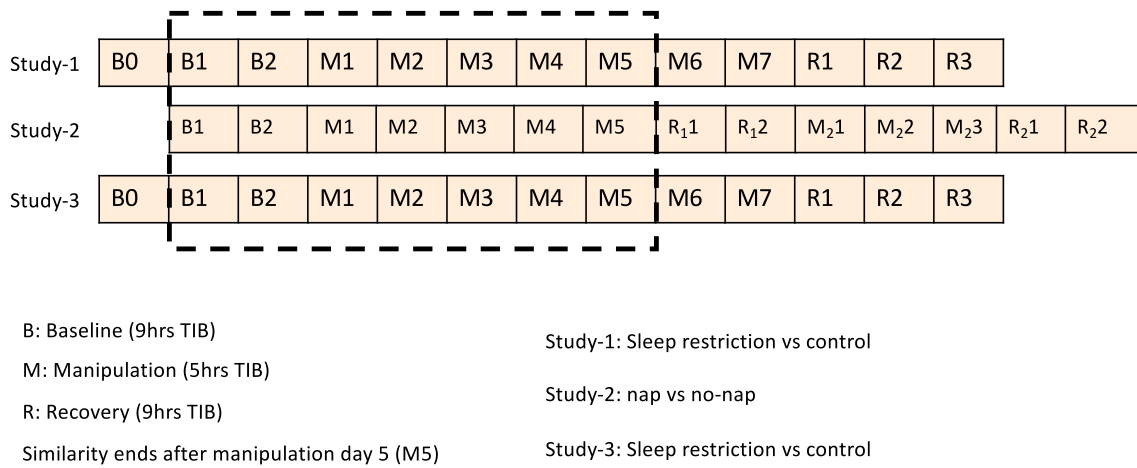 Study-1 B0 B1 B2 M1 M2 M3 M4 M5 M6 M7 R1 R2 R3
Study-2 B1 B2 M1 M2 M3 M4 M5 R₁1 R₁2 M₂1 M₂2 M₂3 R₂1 R₂2
Study-3 B0 B1 B2 M1 M2 M3 M4 M5 M6 M7 R1 R2 R3
B: Baseline (9hrs TIB)
M: Manipulation (5hrs TIB)
R: Recovery (9hrs TIB)
Similarity ends after manipulation day 5 (M5)
Study-1: Sleep restriction vs control
Study-2: nap vs no-nap
Study-3: Sleep restriction vs control